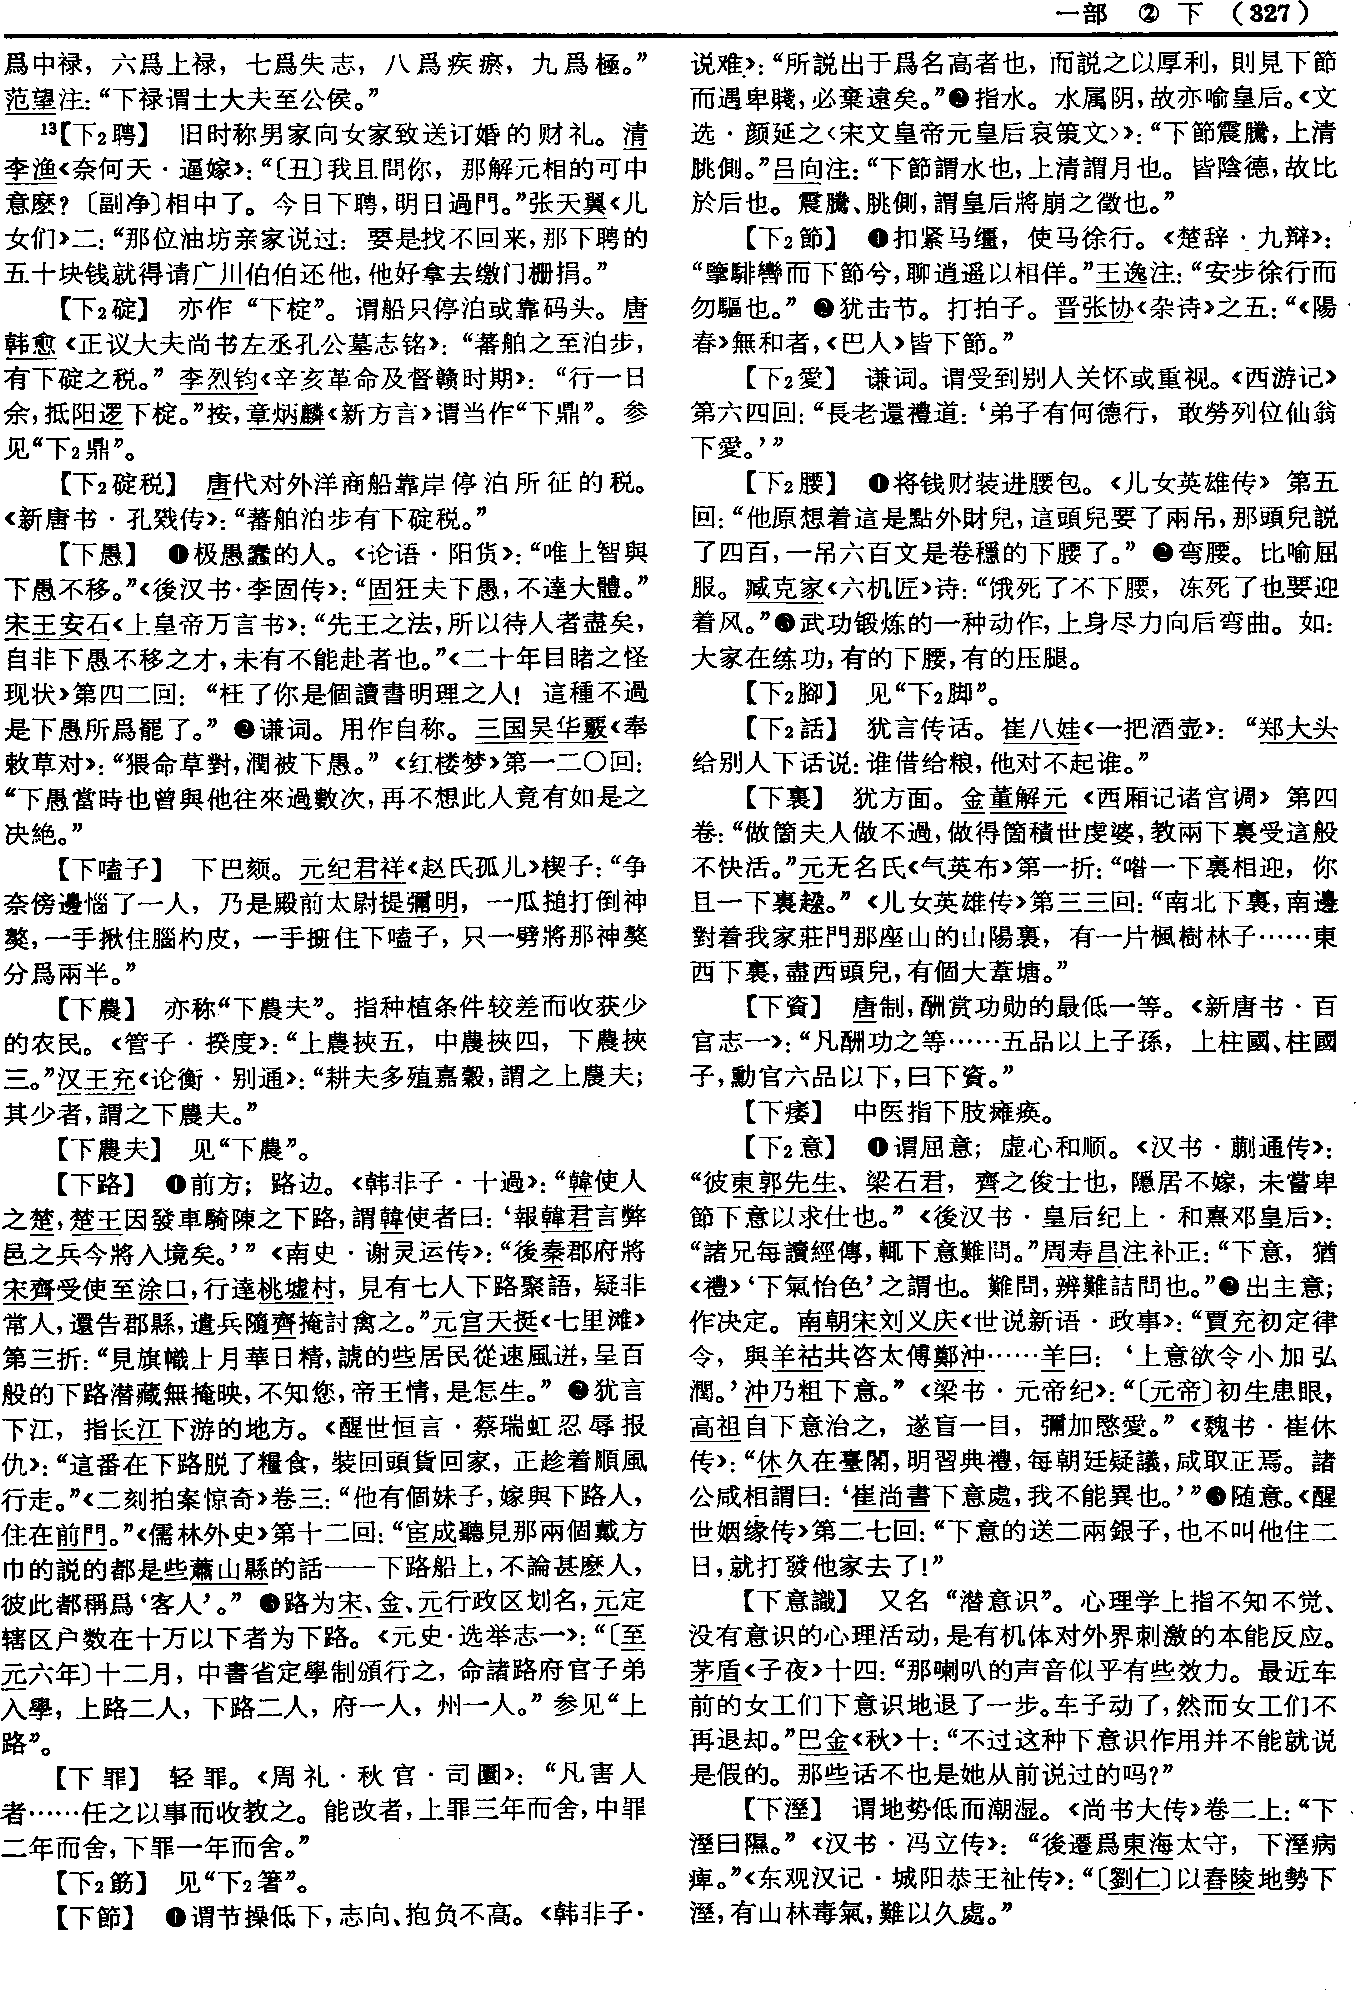 一部　②　下　（327）
爲中禄，六爲上禄，七爲失志，八爲疾瘀，九爲極。”
范望注：“下禄谓士大夫至公侯。”
13【下2聘】　旧时称男家向女家致送订婚的财礼。清
李渔《奈何天·逼嫁》：“〔丑〕我且問你，那解元相的可中
意麽？〔副净〕相中了。今日下聘，明日過門。”张天翼《儿
女们》二：“那位油坊亲家说过：要是找不回来，那下聘的
五十块钱就得请广川伯伯还他，他好拿去缴门栅捐。”
【下2碇】　亦作“下椗”。谓船只停泊或靠码头。唐
韩愈《正议大夫尚书左丞孔公墓志铭》：“蕃舶之至泊步，
有下碇之税。”李烈钧《辛亥革命及督赣时期》：“行一日
余，抵阳逻下椗。”按，章炳麟《新方言》谓当作“下鼎”。参
见“下2鼎”。
【下2碇税】　唐代对外洋商船靠岸停泊所征的税。
《新唐书·孔戣传》：“蕃舶泊步有下碇税。”
【下愚】　❶极愚蠢的人。《论语·阳货》：“唯上智與
下愚不移。”《後汉书·李固传》：“固狂夫下愚，不達大體。”
宋王安石《上皇帝万言书》：“先王之法，所以待人者盡矣，
自非下愚不移之才，未有不能赴者也。”《二十年目睹之怪
现状》第四二回：“枉了你是個讀書明理之人！這種不過
是下愚所爲罷了。”❷谦词。用作自称。三国吴华覈《奉
敕草对》：“猥命草對，潤被下愚。”《红楼梦》第一二〇回：
“下愚當時也曾與他往來過數次，再不想此人竟有如是之
决絶。”
【下嗑子】　下巴颏。元纪君祥《赵氏孤儿》楔子：“争
奈傍邊惱了一人，乃是殿前太尉提彌明，一瓜搥打倒神
獒，一手揪住腦杓皮，一手搬住下嗑子，只一劈將那神獒
分爲兩半。”
【下農】　亦称“下農夫”。指种植条件较差而收获少
的农民。《管子·揆度》：“上農挾五，中農挾四，下農挾
三。”汉王充《论衡·别通》：“耕夫多殖嘉穀，謂之上農夫；
其少者，謂之下農夫。”
【下農夫】　见“下農”。
【下路】　❶前方；路边。《韩非子·十過》：“韓使人
之楚，楚王因發車騎陳之下路，謂韓使者曰：‘報韓君言弊
邑之兵今將入境矣。’”《南史·谢灵运传》：“後秦郡府將
宋齊受使至涂口，行達桃墟村，見有七人下路聚語，疑非
常人，還告郡縣，遣兵隨齊掩討禽之。”元宫天挺《七里滩》
第三折：“見旗幟上月華日精，諕的些居民從速風迸，呈百
般的下路潛藏無掩映，不知您，帝王情，是怎生。”❷犹言
下江，指长江下游的地方。《醒世恒言·蔡瑞虹忍辱报
仇》：“這番在下路脱了糧食，裝回頭貨回家，正趁着順風
行走。”《二刻拍案惊奇》卷三：“他有個妹子，嫁與下路人，
住在前門。”《儒林外史》第十二回：“宦成聽見那兩個戴方
巾的説的都是些蕭山縣的話——下路船上，不論甚麽人，
彼此都稱爲‘客人’。”❸路为宋、金、元行政区划名，元定
辖区户数在十万以下者为下路。《元史·选举志一》：“〔至
元六年〕十二月，中書省定學制頒行之，命諸路府官子弟
入學，上路二人，下路二人，府一人，州一人。”参见“上
路”。
【下罪】　轻罪。《周礼·秋官·司圜》：“凡害人
者……任之以事而收教之。能改者，上罪三年而舍，中罪
二年而舍，下罪一年而舍。”
【下2筯】　见“下2箸”。
【下節】　❶谓节操低下，志向、抱负不高。《韩非子·
说难》：“所説出于爲名高者也，而説之以厚利，則見下節
而遇卑賤，必棄遠矣。”❷指水。水属阴，故亦喻皇后。《文
选·颜延之〈宋文皇帝元皇后哀策文〉》：“下節震騰，上清
朓側。”吕向注：“下節謂水也，上清謂月也。皆陰德，故比
於后也。震騰、朓側，謂皇后將崩之徵也。”
【下2節】　❶扣紧马缰，使马徐行。《楚辞·九辩》：
“擥騑轡而下節兮，聊逍遥以相佯。”王逸注：“安步徐行而
勿驅也。”❷犹击节。打拍子。晋张协《杂诗》之五：“《陽
春》無和者，《巴人》皆下節。”
【下2愛】　谦词。谓受到别人关怀或重视。《西游记》
第六四回：“長老還禮道：‘弟子有何德行，敢勞列位仙翁
下愛。’”
【下2腰】　❶将钱财装进腰包。《儿女英雄传》第五
回：“他原想着這是點外財兒，這頭兒要了兩吊，那頭兒説
了四百，一吊六百文是卷穩的下腰了。”❷弯腰。比喻屈
服。臧克家《六机匠》诗：“饿死了不下腰，冻死了也要迎
着风。”❸武功锻炼的一种动作，上身尽力向后弯曲。如：
大家在练功，有的下腰，有的压腿。
【下2腳】　见“下2脚”。
【下2話】　犹言传话。崔八娃《一把酒壶》：“郑大头
给别人下话说：谁借给粮，他对不起谁。”
【下裏】　犹方面。金董解元《西厢记诸宫调》第四
卷：“做箇夫人做不過，做得箇積世虔婆，教兩下裏受這般
不快活。”元无名氏《气英布》第一折：“喒一下裏相迎，你
且一下裏趓。”《儿女英雄传》第三三回：“南北下裏，南邊
對着我家莊門那座山的山陽裏，有一片楓樹林子……東
西下裏，盡西頭兒，有個大葦塘。”
【下資】　唐制，酬赏功勋的最低一等。《新唐书·百
官志一》：“凡酬功之等……五品以上子孫，上柱國、柱國
子，勳官六品以下，曰下資。”
【下痿】　中医指下肢瘫痪。
【下2意】　❶谓屈意；虚心和顺。《汉书·蒯通传》：
“彼東郭先生、梁石君，齊之俊士也，隱居不嫁，未嘗卑
節下意以求仕也。”《後汉书·皇后纪上·和熹邓皇后》：
“諸兄每讀經傳，輒下意難問。”周寿昌注补正：“下意，猶
《禮》‘下氣怡色’之謂也。難問，辨難詰問也。”❷出主意；
作决定。南朝宋刘义庆《世说新语·政事》：“賈充初定律
令，與羊祜共咨太傅鄭沖……羊曰：‘上意欲令小加弘
潤。’沖乃粗下意。”《梁书·元帝纪》：“〔元帝〕初生患眼，
高祖自下意治之，遂盲一目，彌加愍愛。”《魏书·崔休
传》：“休久在臺閣，明習典禮，每朝廷疑議，咸取正焉。諸
公咸相謂曰：‘崔尚書下意處，我不能異也。’”❸随意。《醒
世姻缘传》第二七回：“下意的送二兩銀子，也不叫他住二
日，就打發他家去了！”
【下意識】　又名“潜意识”。心理学上指不知不觉、
没有意识的心理活动，是有机体对外界刺激的本能反应。
茅盾《子夜》十四：“那喇叭的声音似乎有些效力。最近车
前的女工们下意识地退了一步。车子动了，然而女工们不
再退却。”巴金《秋》十：“不过这种下意识作用并不能就说
是假的。那些话不也是她从前说过的吗？”
【下溼】　谓地势低而潮湿。《尚书大传》卷二上：“下
溼曰隰。”《汉书·冯立传》：“後遷爲東海太守，下溼病
痺。”《东观汉记·城阳恭王祉传》：“〔劉仁〕以舂陵地勢下
溼，有山林毒氣，難以久處。”